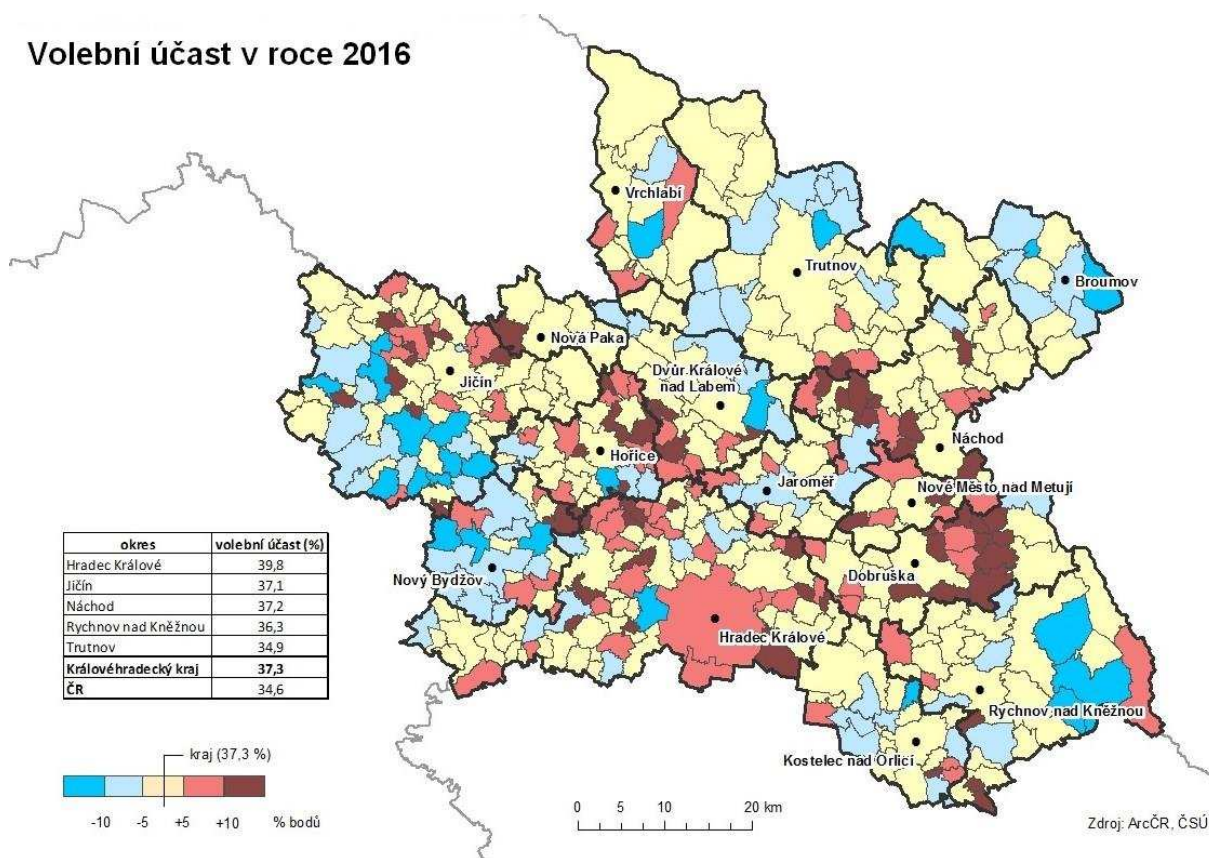 Volební účast v roce 2016
Vrchlabí
Trutnov
Broumov
Nová Paka
Dvůr Králové
nad Labem
Jičín
Náchod
Hořice
Jaroměř
Nové Město nad Metují
Nový Bydžov
Dobruška
Hradec Králové
Rychnov nad Kněžnou
Kostelec nad Orlicí
okres volební účast (%)
Hradec Králové 39,8
Jičín 37,1
Náchod 37,2
Rychnov nad Kněžnou 36,3
Trutnov 34,9
Královéhradecký kraj 37,3
ČR 34,6
kraj (37,3 %)
-10 -5 +5 +10 % bodů
0 5 10 20 km
Zdroj: ArcČR, ČSÚ